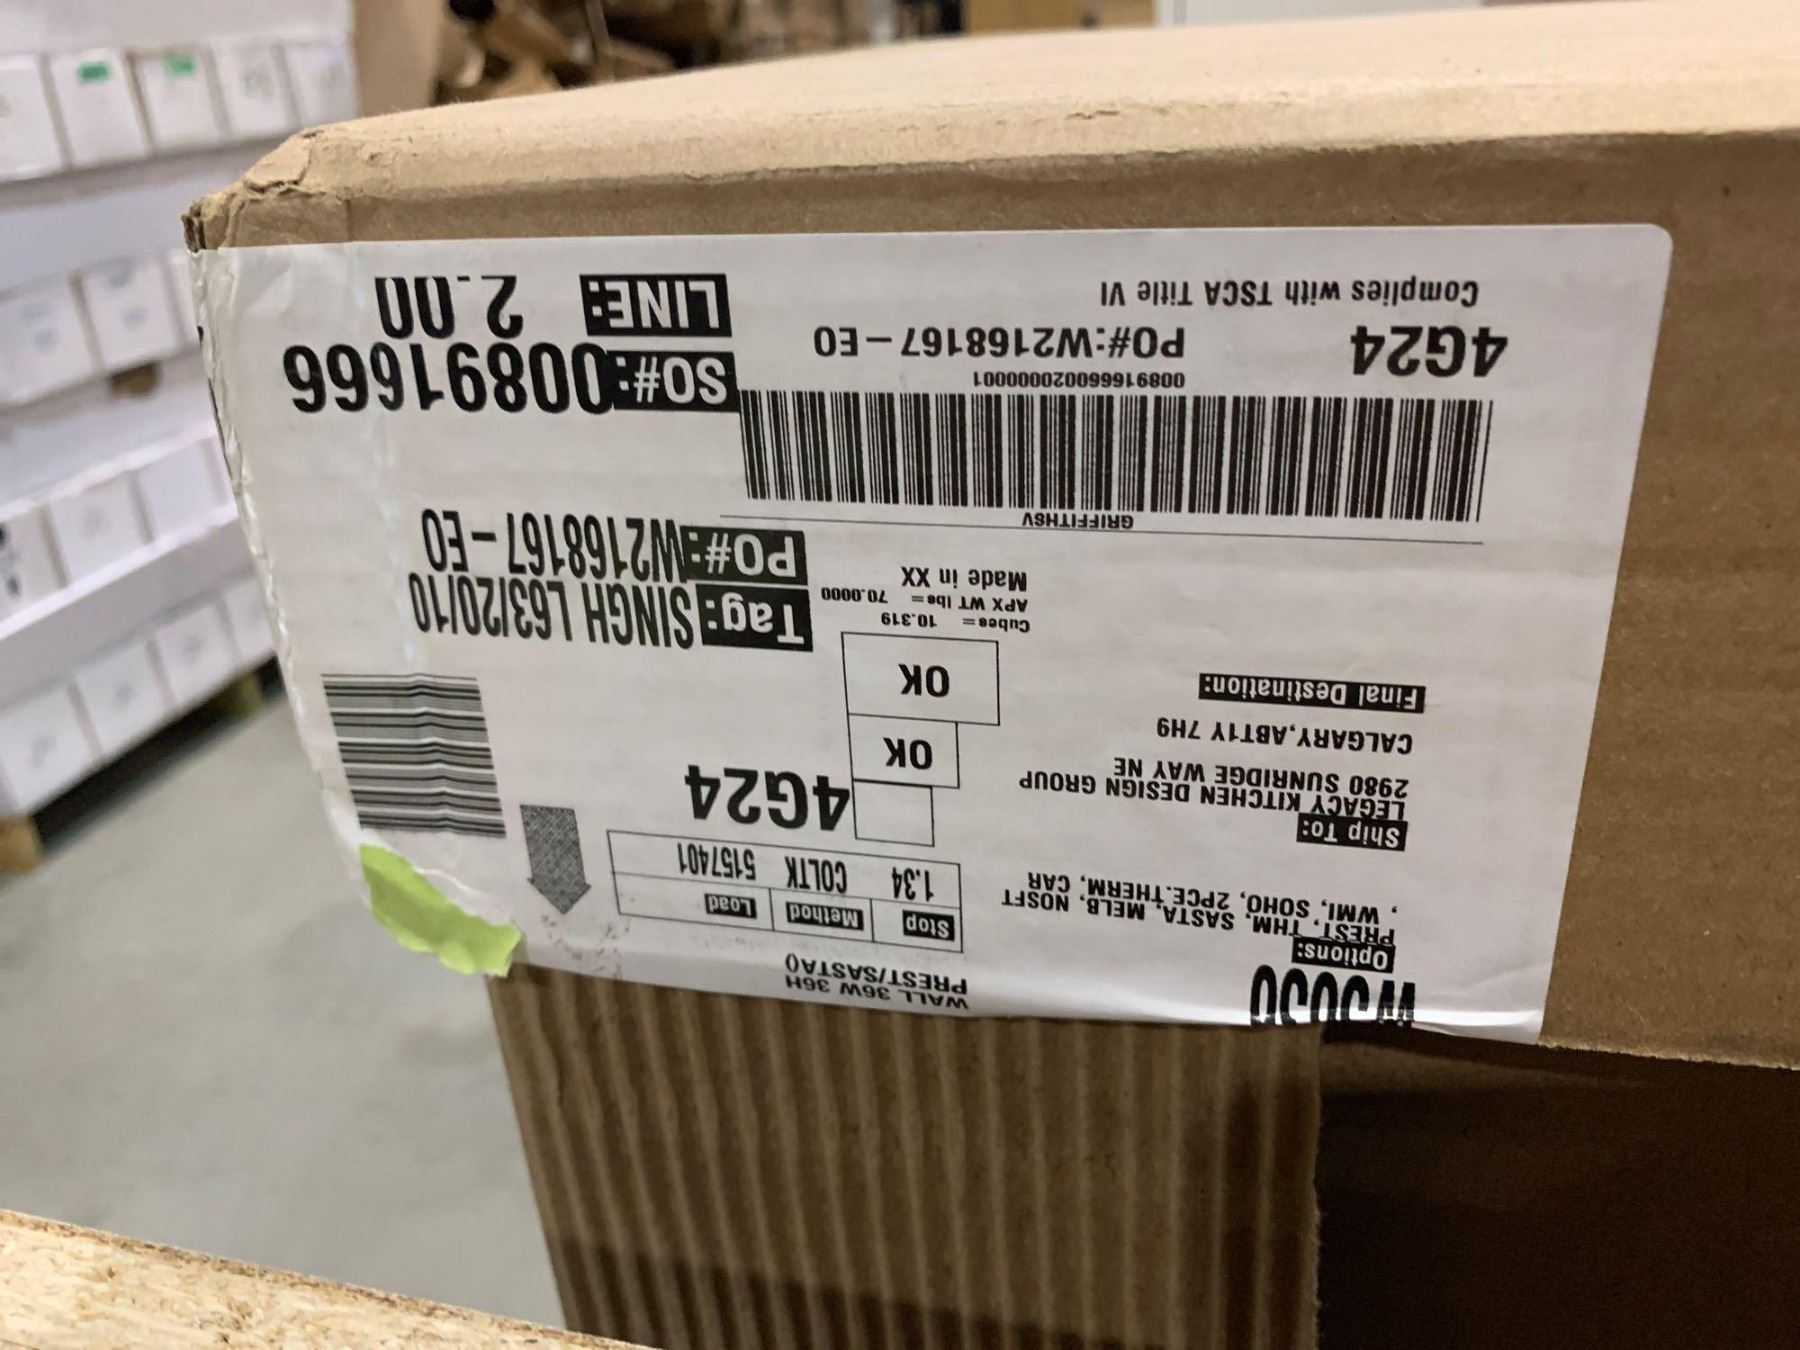 WALL 36W 36H
PREST/SASTA()
Options:
PREST, THM, SASTA, MELB, NOSFT
, WMI, SOHO, 2PCE.THERM, CAR
Stop Method Load
1.34 COLTK 5157401
Ship To:
LEGACY KITCHEN DESIGN GROUP
2980 SUNRIDGE WAY NE
CALGARY,ABT1Y 7H9
Final Destination:
4G24
OK
OK
Cubes= 10.319
APX WT lbs= 70.0000
Made in XX
Tag: SINGH L63/20/10
PO#:W2168167-EO
GRIFFITHSV
008916660020000001
SO#:00891666
LINE: 2.00
4G24 PO#:W2168167-EO
Complies with TSCA Title VI